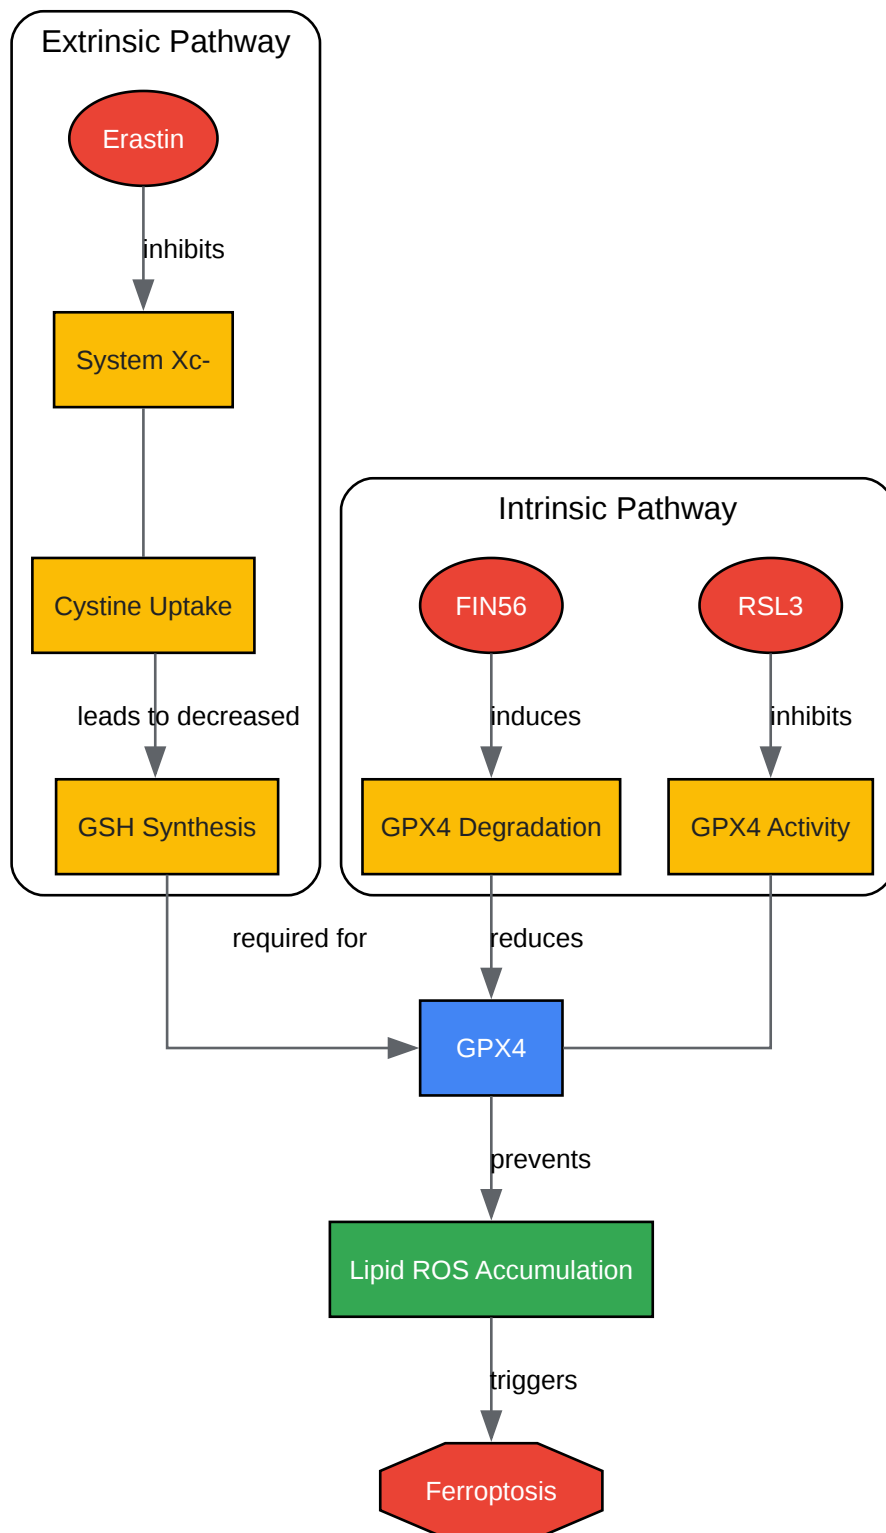 Extrinsic Pathway
Erastin
inhibits
System Xc-
Cystine Uptake
leads to decreased
GSH Synthesis
Intrinsic Pathway
FIN56
RSL3
induces
inhibits
GPX4 Degradation
GPX4 Activity
required for
reduces
GPX4
prevents
Lipid ROS Accumulation
triggers
Ferroptosis